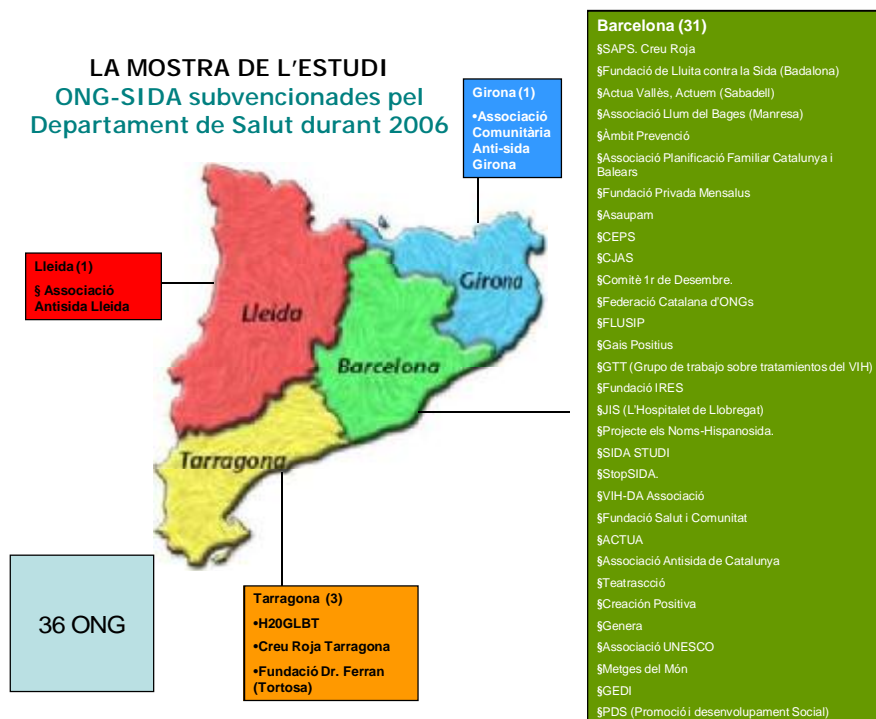 LA MOSTRA DE L'ESTUDI
ONG-SIDA subvencionades pel
Departament de Salut durant 2006
Girona (1)
•Associació
Comunitària
Anti-sida
Girona
Lleida (1)
§ Associació
Antisida Lleida
Lleida
Girona
Barcelona
Tarragona
36 ONG
Tarragona (3)
•H20GLBT
•Creu Roja Tarragona
•Fundació Dr. Ferran
(Tortosa)
Barcelona (31)
§SAPS. Creu Roja
§Fundació de Lluita contra la Sida (Badalona)
§Actua Vallès, Actuem (Sabadell)
§Associació Llum del Bages (Manresa)
§Àmbit Prevenció
§Associació Planificació Familiar Catalunya i
Balears
§Fundació Privada Mensalus
§Asaupam
§CEPS
§CJAS
§Comitè 1r de Desembre.
§Federació Catalana d'ONGs
§FLUSIP
§Gais Positius
§GTT (Grupo de trabajo sobre tratamientos del VIH)
§Fundació IRES
§JIS (L'Hospitalet de Llobregat)
§Projecte els Noms-Hispanosida.
§SIDA STUDI
§StopSIDA.
§VIH-DA Associació
§Fundació Salut i Comunitat
§ACTUA
§Associació Antisida de Catalunya
§Teatrascció
§Creación Positiva
§Genera
§Associació UNESCO
§Metges del Món
§GEDI
§PDS (Promoció i desenvolupament Social)